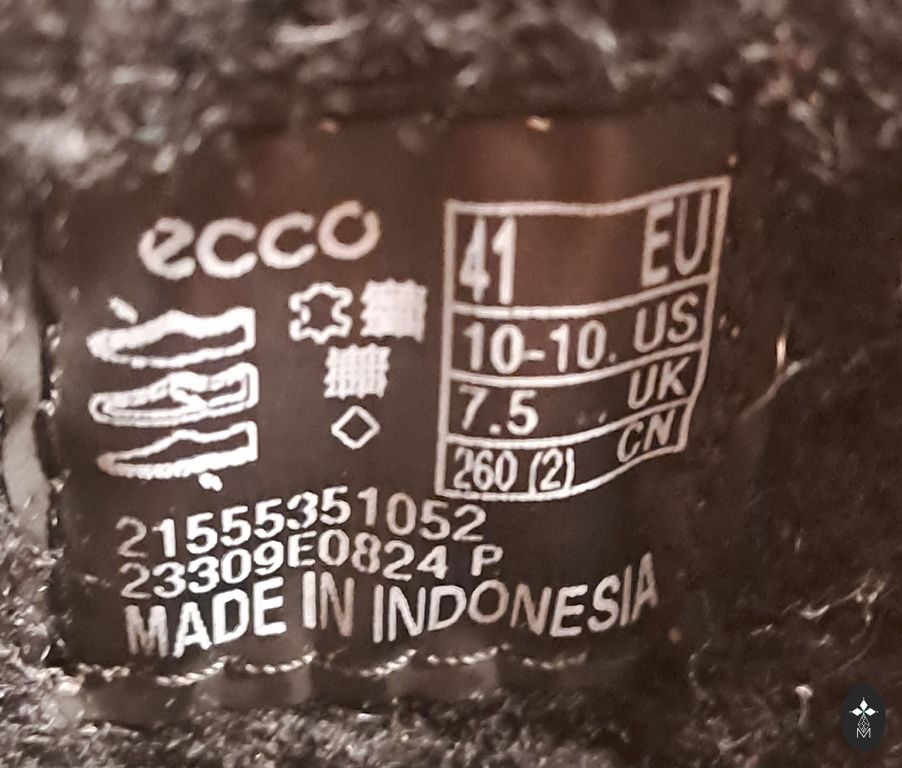 ecco
41 EU
10-10. US
7.5 UK
260 (2) CN
21555351052
23309E0824 P
MADE IN INDONESIA
M